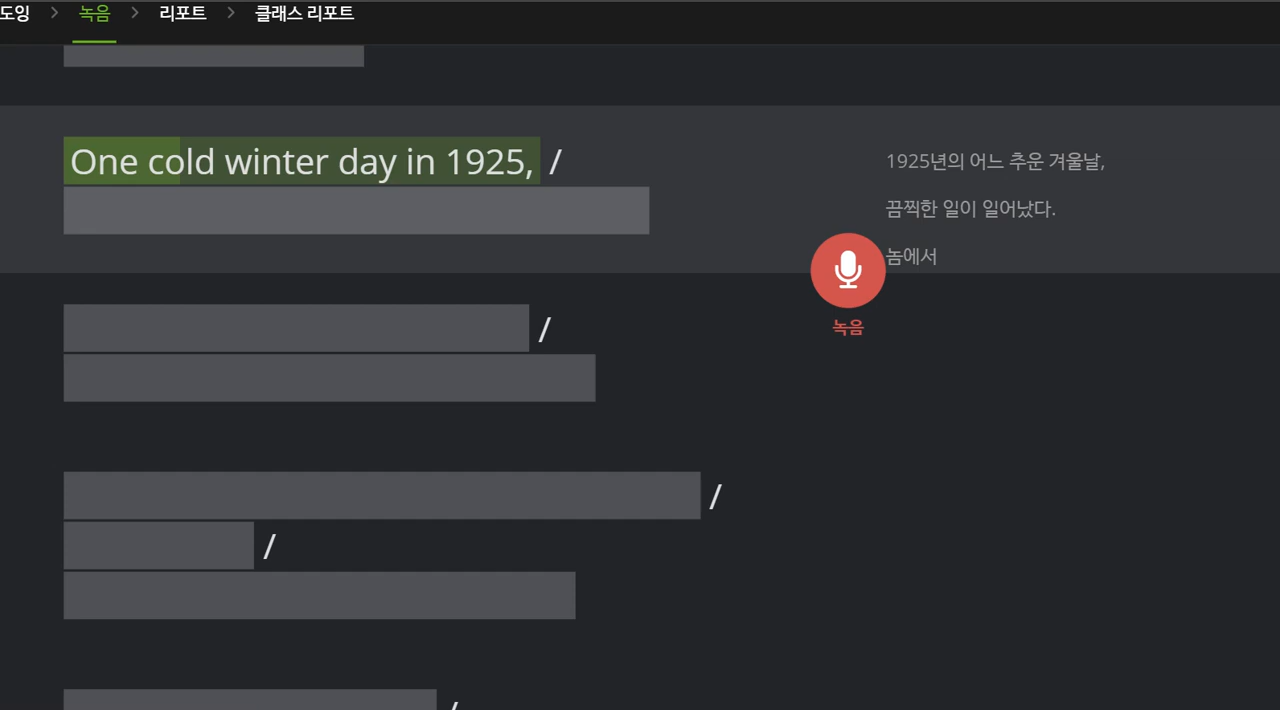 도잉 > 녹음 > 리포트 > 클래스 리포트
One cold winter day in 1925, /
1925년의 어느 추운 겨울날,
끔찍한 일이 일어났다.
놈에서
녹음
/
/
/
/